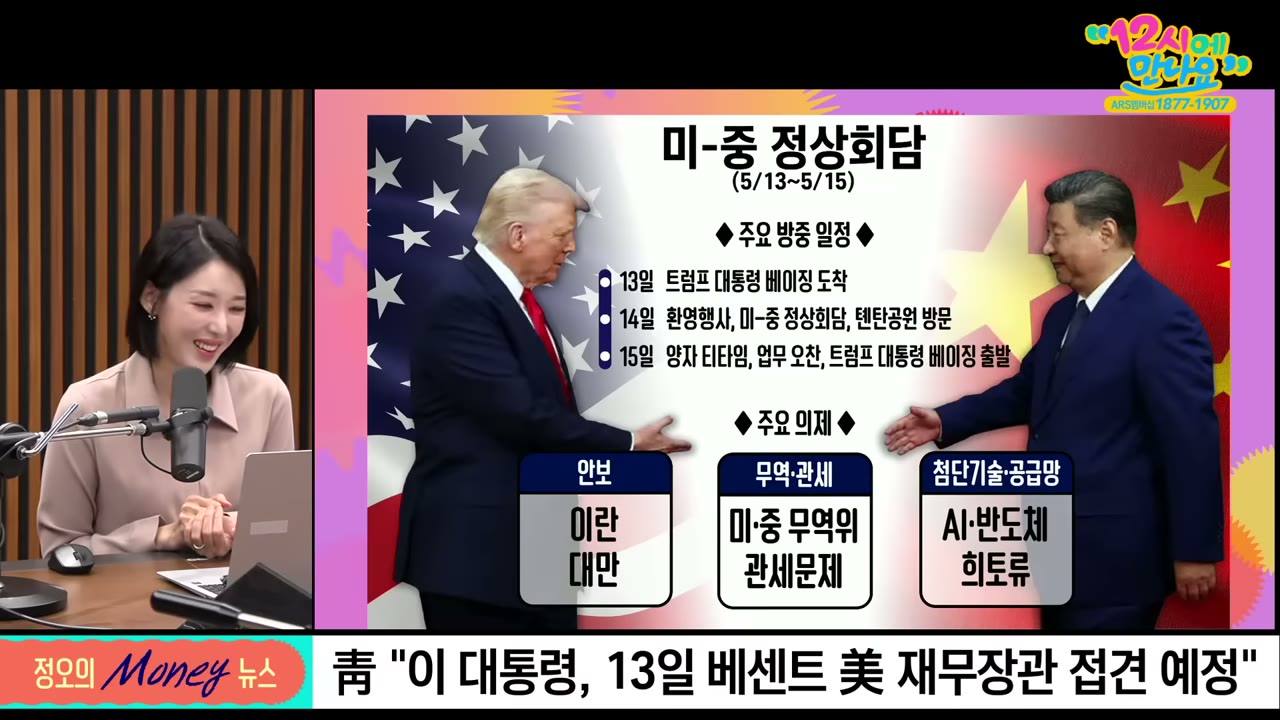 "12시에
만나요"
ARS멤버십 1877-1907
미-중 정상회담
(5/13~5/15)
♦ 주요 방중 일정 ♦
13일 트럼프 대통령 베이징 도착
14일 환영행사, 미-중 정상회담, 톈탄공원 방문
15일 양자 티타임, 업무 오찬, 트럼프 대통령 베이징 출발
♦ 주요 의제 ♦
안보
이란
대만
무역·관세
미·중 무역위
관세문제
첨단기술·공급망
AI·반도체
희토류
정오의 Money 뉴스
靑 "이 대통령, 13일 베센트 美 재무장관 접견 예정"